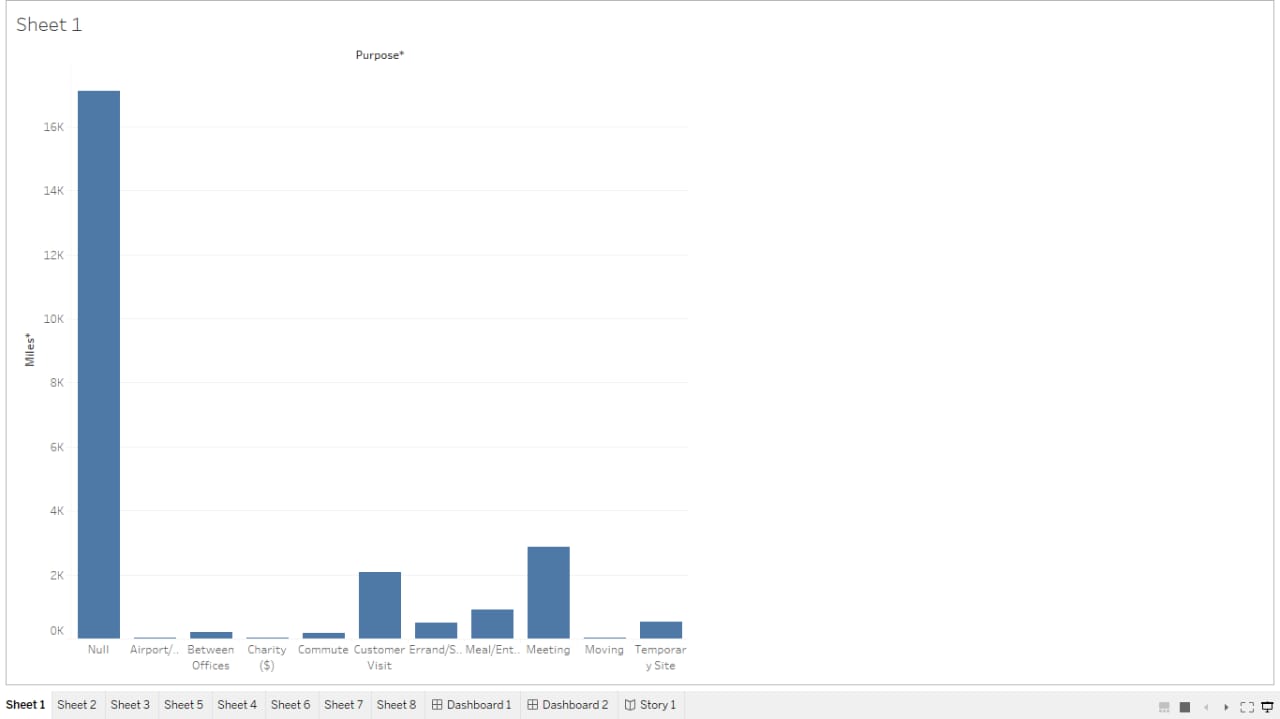 Sheet 1
Purpose*
16K
14K
12K
10K
Miles*
8K
6K
4K
2K
0K
Null Airport/.. Between Charity Commute Customer Errand/S.. Meal/Ent.. Meeting Moving Temporar
Offices ($) Visit y Site
Sheet 1 Sheet 2 Sheet 3 Sheet 5 Sheet 4 Sheet 6 Sheet 7 Sheet 8 Dashboard 1 Dashboard 2 Story 1